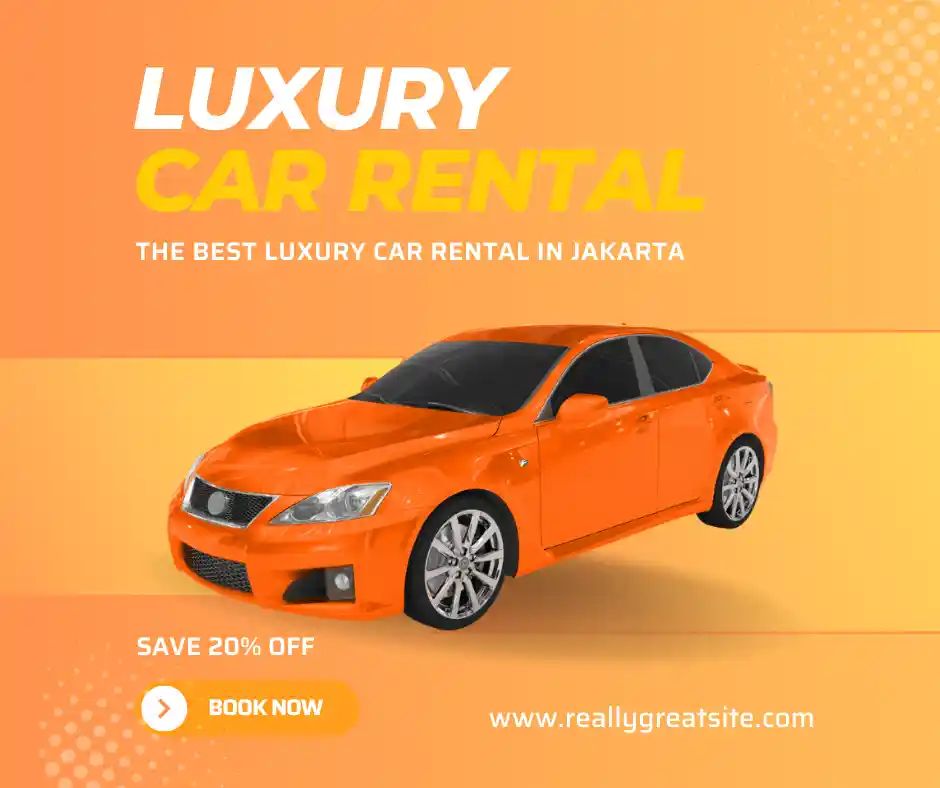 LUXURY
CAR RENTAL
THE BEST LUXURY CAR RENTAL IN JAKARTA
SAVE 20% OFF
BOOK NOW
www.reallygreatsite.com